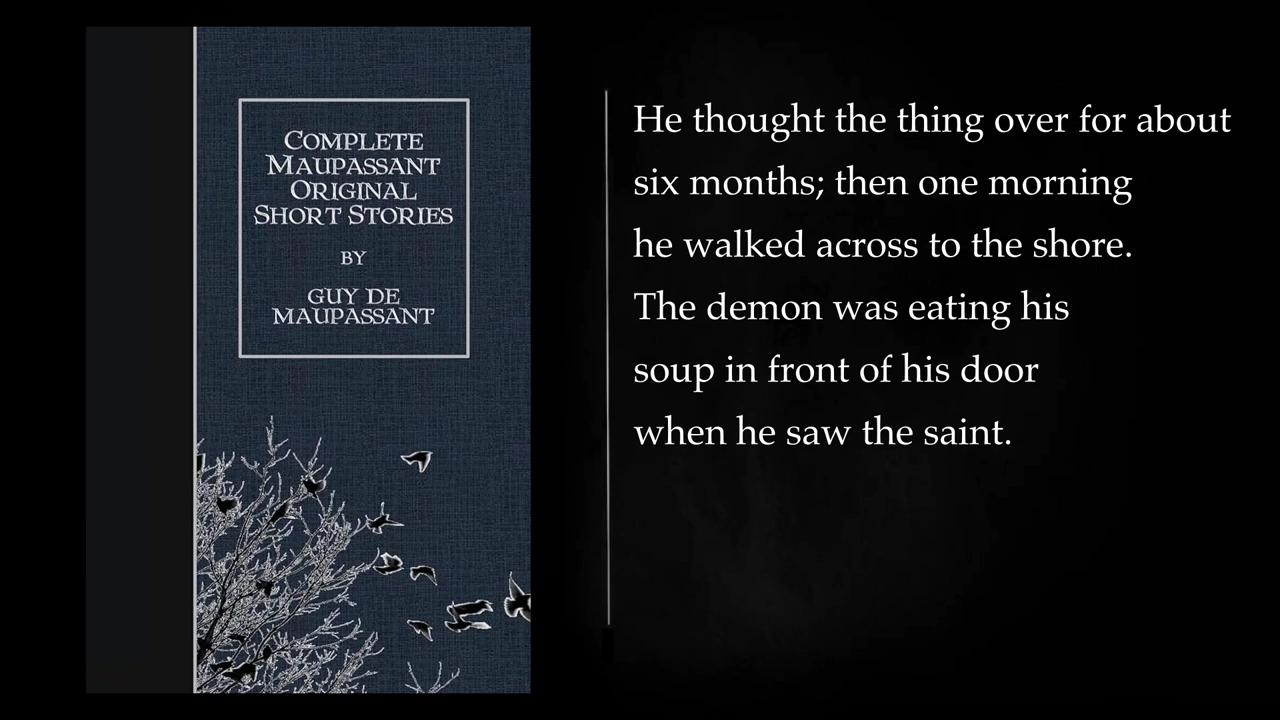 COMPLETE
MAUPASSANT
ORIGINAL
SHORT STORIES
BY
GUY DE
MAUPASSANT
He thought the thing over for about
six months; then one morning
he walked across to the shore.
The demon was eating his
soup in front of his door
when he saw the saint.